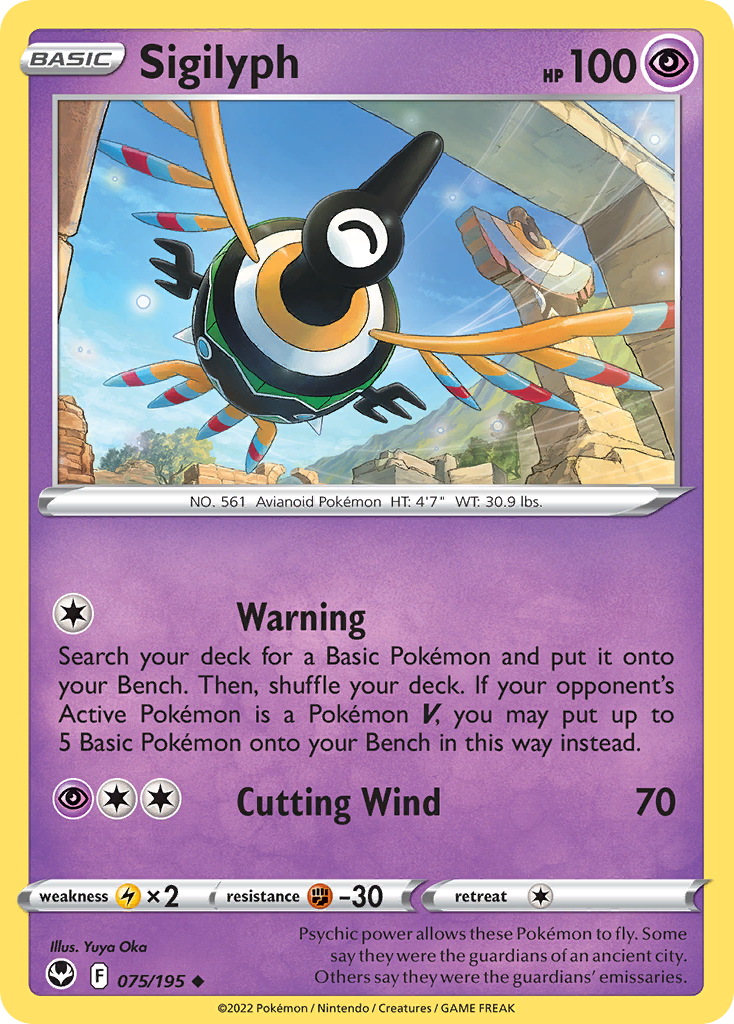 BASIC Sigilyph HP 100
NO. 561 Avianoid Pokémon HT: 4'7" WT: 30.9 lbs.
Warning
Search your deck for a Basic Pokémon and put it onto
your Bench. Then, shuffle your deck. If your opponent's
Active Pokémon is a Pokémon V, you may put up to
5 Basic Pokémon onto your Bench in this way instead.
Cutting Wind 70
weakness ×2 resistance -30 retreat
Illus. Yuya Oka
Psychic power allows these Pokémon to fly. Some
say they were the guardians of an ancient city.
Others say they were the guardians' emissaries.
F 075/195
©2022 Pokémon / Nintendo / Creatures / GAME FREAK